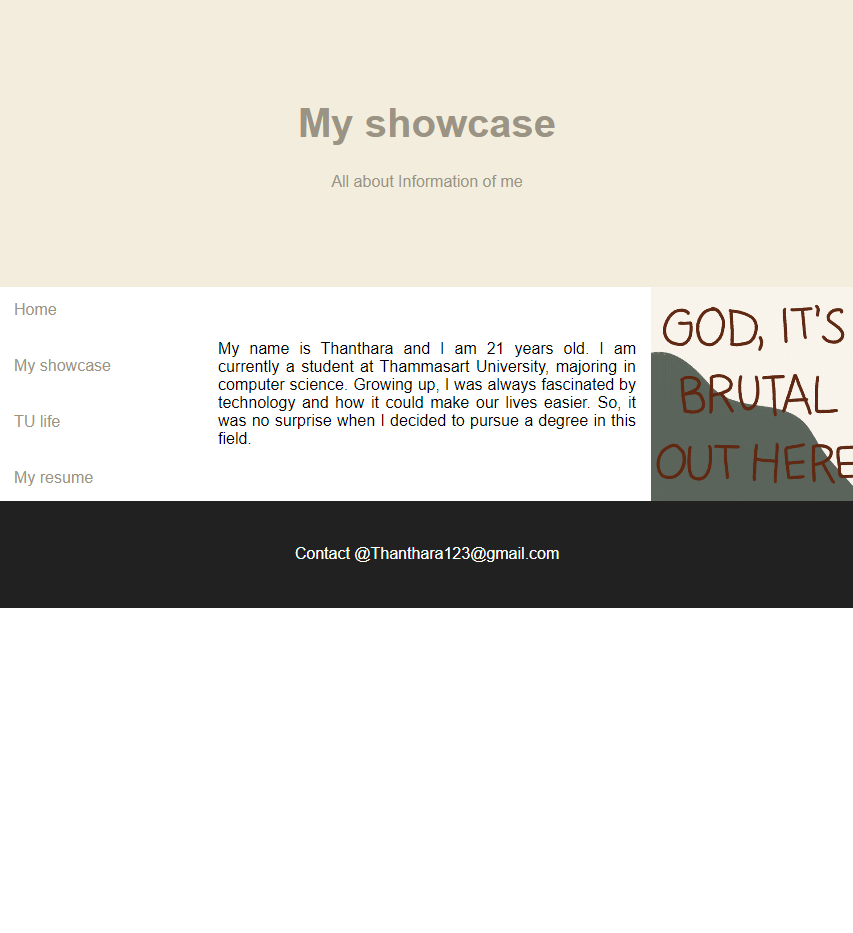 My showcase
All about Information of me
Home
My showcase
TU life
My resume
My name is Thanthara and I am 21 years old. I am
currently a student at Thammasart University, majoring in
computer science. Growing up, I was always fascinated by
technology and how it could make our lives easier. So, it
was no surprise when I decided to pursue a degree in this
field.
GOD, IT'S
BRUTAL
OUT HERE
Contact @Thanthara123@gmail.com